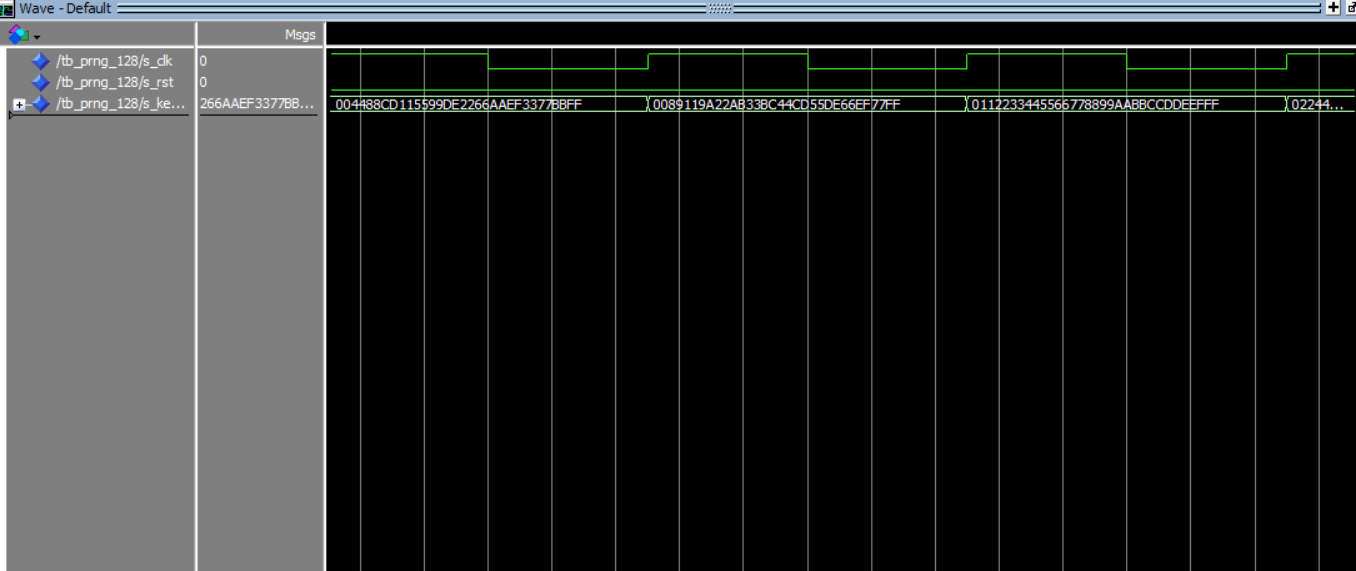 Wave - Default
Msgs
/tb_prng_128/s_clk 0
/tb_prng_128/s_rst 0
/tb_prng_128/s_ke... 266AAEF3377BB... 004488CD115599DE2266AAEF3377BBFF 0089119A22AB33BC44CD55DE66EF77FF 0112233445566778899AABBCCDDEEFFF 02244...